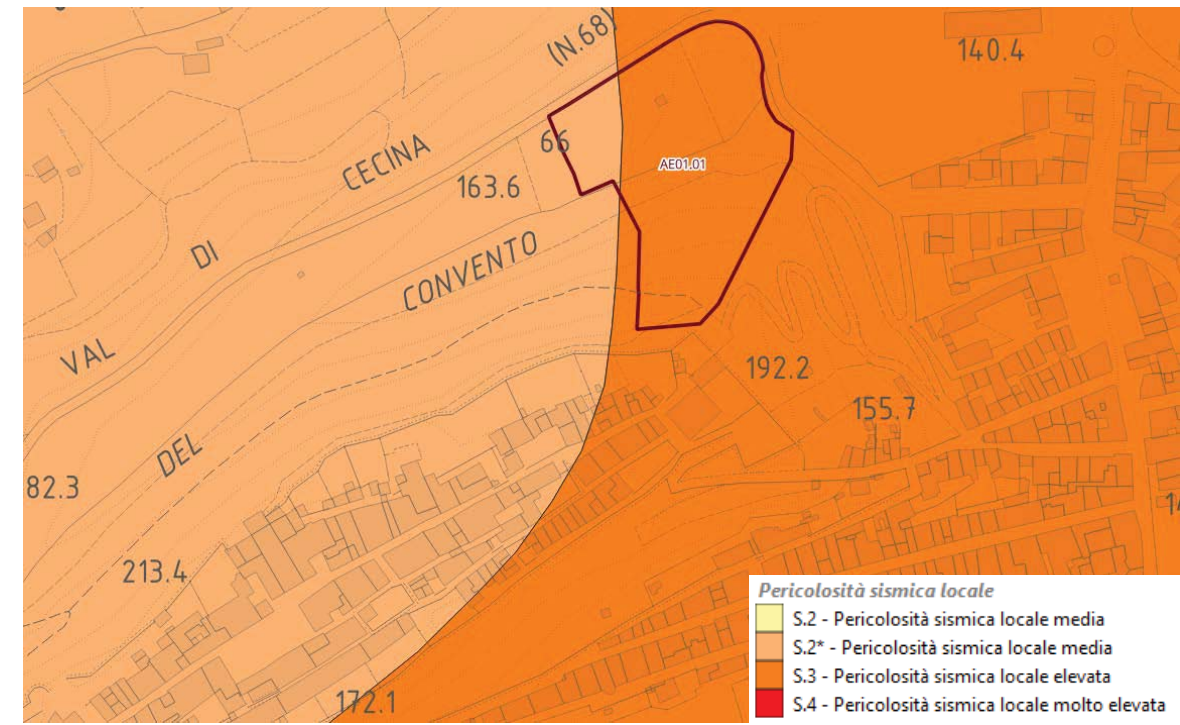 (N.68)
140.4
66
AE01.01
CECINA
163.6
DI
CONVENTO
VAL
192.2
155.7
DEL
82.3
213.4
172.1
Pericolosità sismica locale
S.2 - Pericolosità sismica locale media
S.2* - Pericolosità sismica locale media
S.3 - Pericolosità sismica locale elevata
S.4 - Pericolosità sismica locale molto elevata